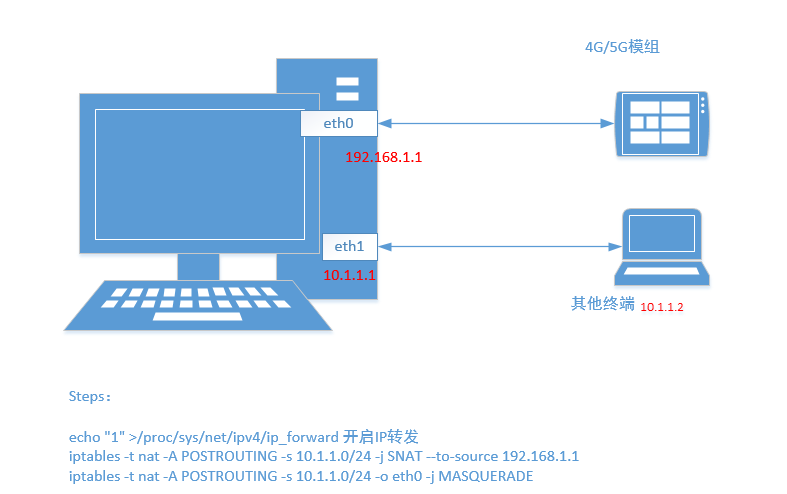 4G/5G模组
eth0
192.168.1.1
eth1
10.1.1.1
其他终端 10.1.1.2
Steps：
echo "1" >/proc/sys/net/ipv4/ip_forward 开启IP转发
iptables -t nat -A POSTROUTING -s 10.1.1.0/24 -j SNAT --to-source 192.168.1.1
iptables -t nat -A POSTROUTING -s 10.1.1.0/24 -o eth0 -j MASQUERADE